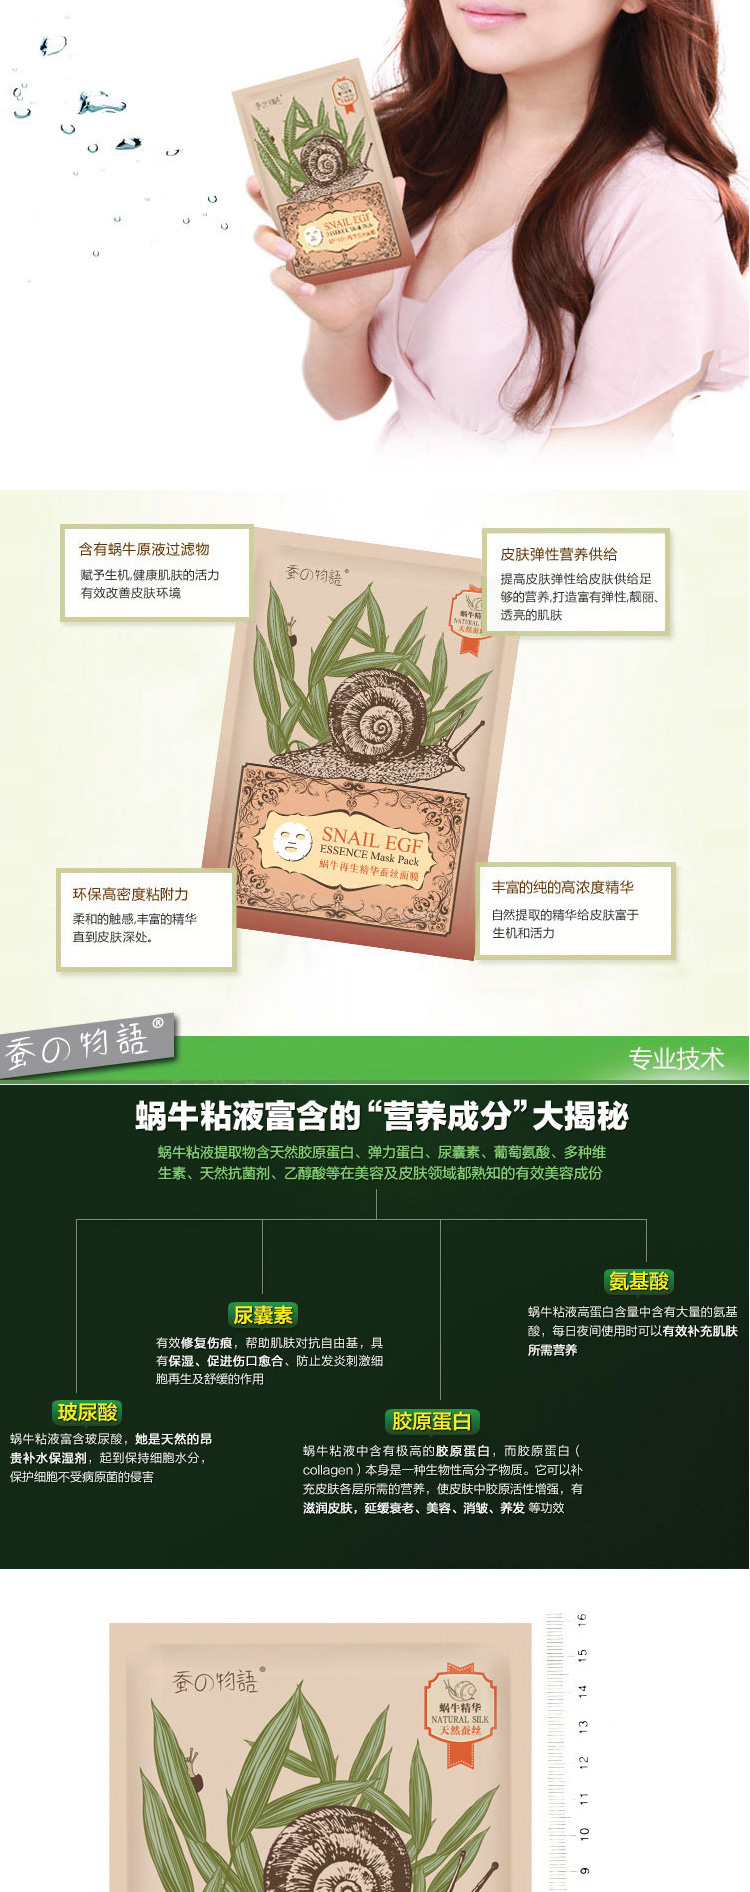 蚕の物語®
SNAIL EGF
ESSENCE Mask Pack
含有蜗牛原液过滤物
赋予生机,健康肌肤的活力
有效改善皮肤环境
皮肤弹性营养供给
提高皮肤弹性给皮肤供给足
够的营养,打造富有弹性,靓丽、
透亮的肌肤
蚕の物語®
SNAIL EGF
ESSENCE Mask Pack
蜗牛再生精华蚕丝面膜
环保高密度粘附力
柔和的触感,丰富的精华
直到皮肤深处。
丰富的纯的高浓度精华
自然提取的精华给皮肤富于
生机和活力
蚕の物語®
专业技术
蜗牛粘液富含的“营养成分”大揭秘
蜗牛粘液提取物含天然胶原蛋白、弹力蛋白、尿囊素、葡萄氨酸、多种维
生素、天然抗菌剂、乙醇酸等在美容及皮肤领域都熟知的有效美容成份
氨基酸
蜗牛粘液高蛋白含量中含有大量的氨基
酸，每日夜间使用时可以有效补充肌肤
所需营养
尿囊素
有效修复伤痕，帮助肌肤对抗自由基，具
有保湿、促进伤口愈合、防止发炎刺激细
胞再生及舒缓的作用
玻尿酸
蜗牛粘液富含玻尿酸，她是天然的昂
贵补水保湿剂，起到保持细胞水分，
保护细胞不受病原菌的侵害
胶原蛋白
蜗牛粘液中含有极高的胶原蛋白，而胶原蛋白（
collagen）本身是一种生物性高分子物质。它可以补
充皮肤各层所需的营养，使皮肤中胶原活性增强，有
滋润皮肤，延缓衰老、美容、消皱、养发 等功效
蚕の物語®
蜗牛精华
NATURAL SILK
天然蚕丝
16
15
14
13
12
11
10
9